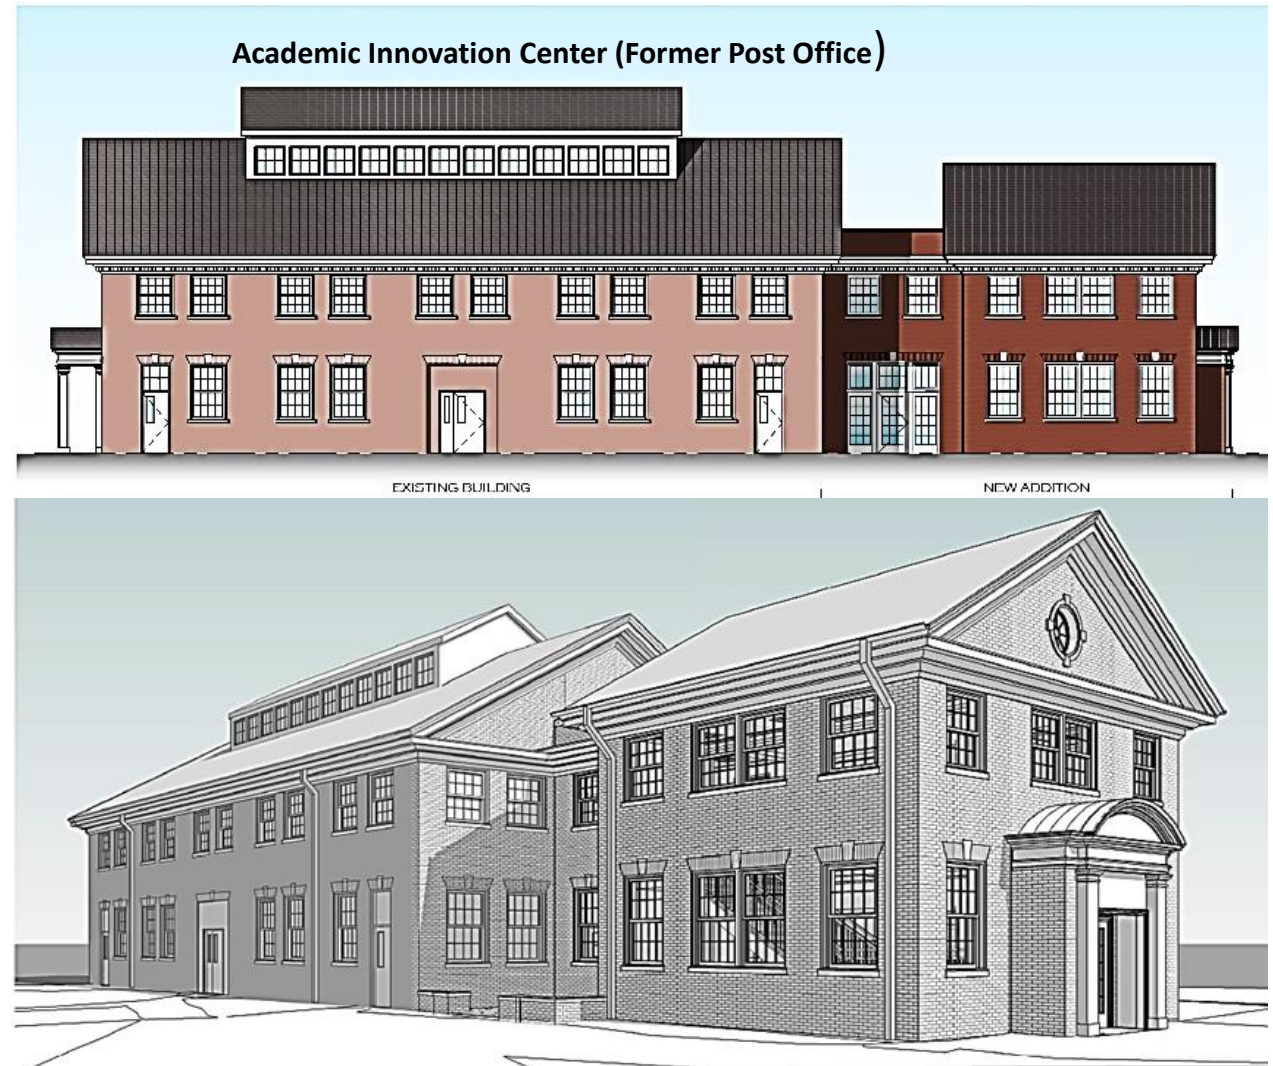 Academic Innovation Center (Former Post Office)
EXISTING BUILDING
NEW ADDITION